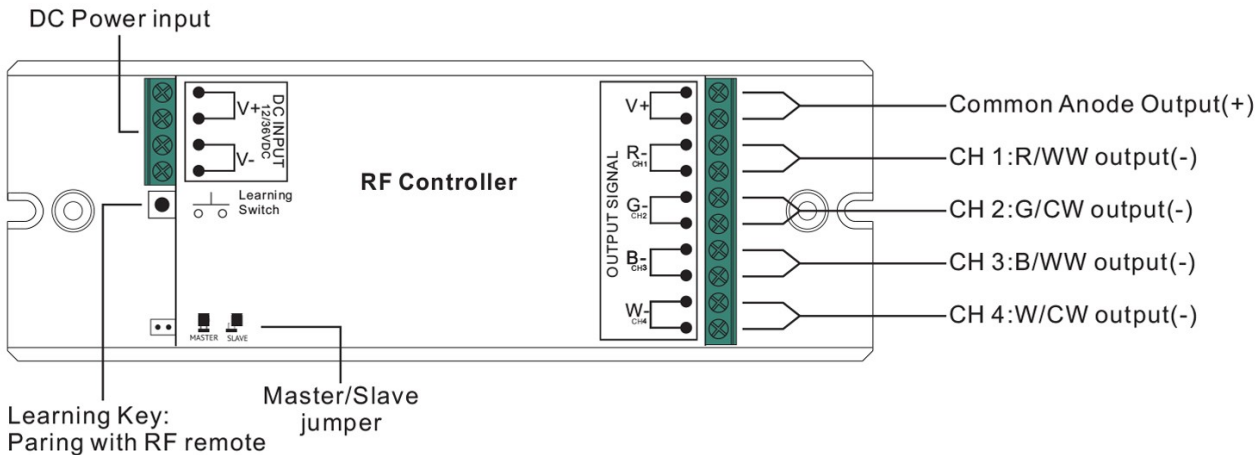 DC Power input
V+
V-
DC INPUT
12/36VDC
Learning
Switch
RF Controller
OUTPUT SIGNAL
V+
R-
CH1
G-
CH2
B-
CH3
W-
CH4
Common Anode Output(+)
CH 1:R/WW output(-)
CH 2:G/CW output(-)
CH 3:B/WW output(-)
CH 4:W/CW output(-)
MASTER
SLAVE
Learning Key:
Paring with RF remote
Master/Slave
jumper